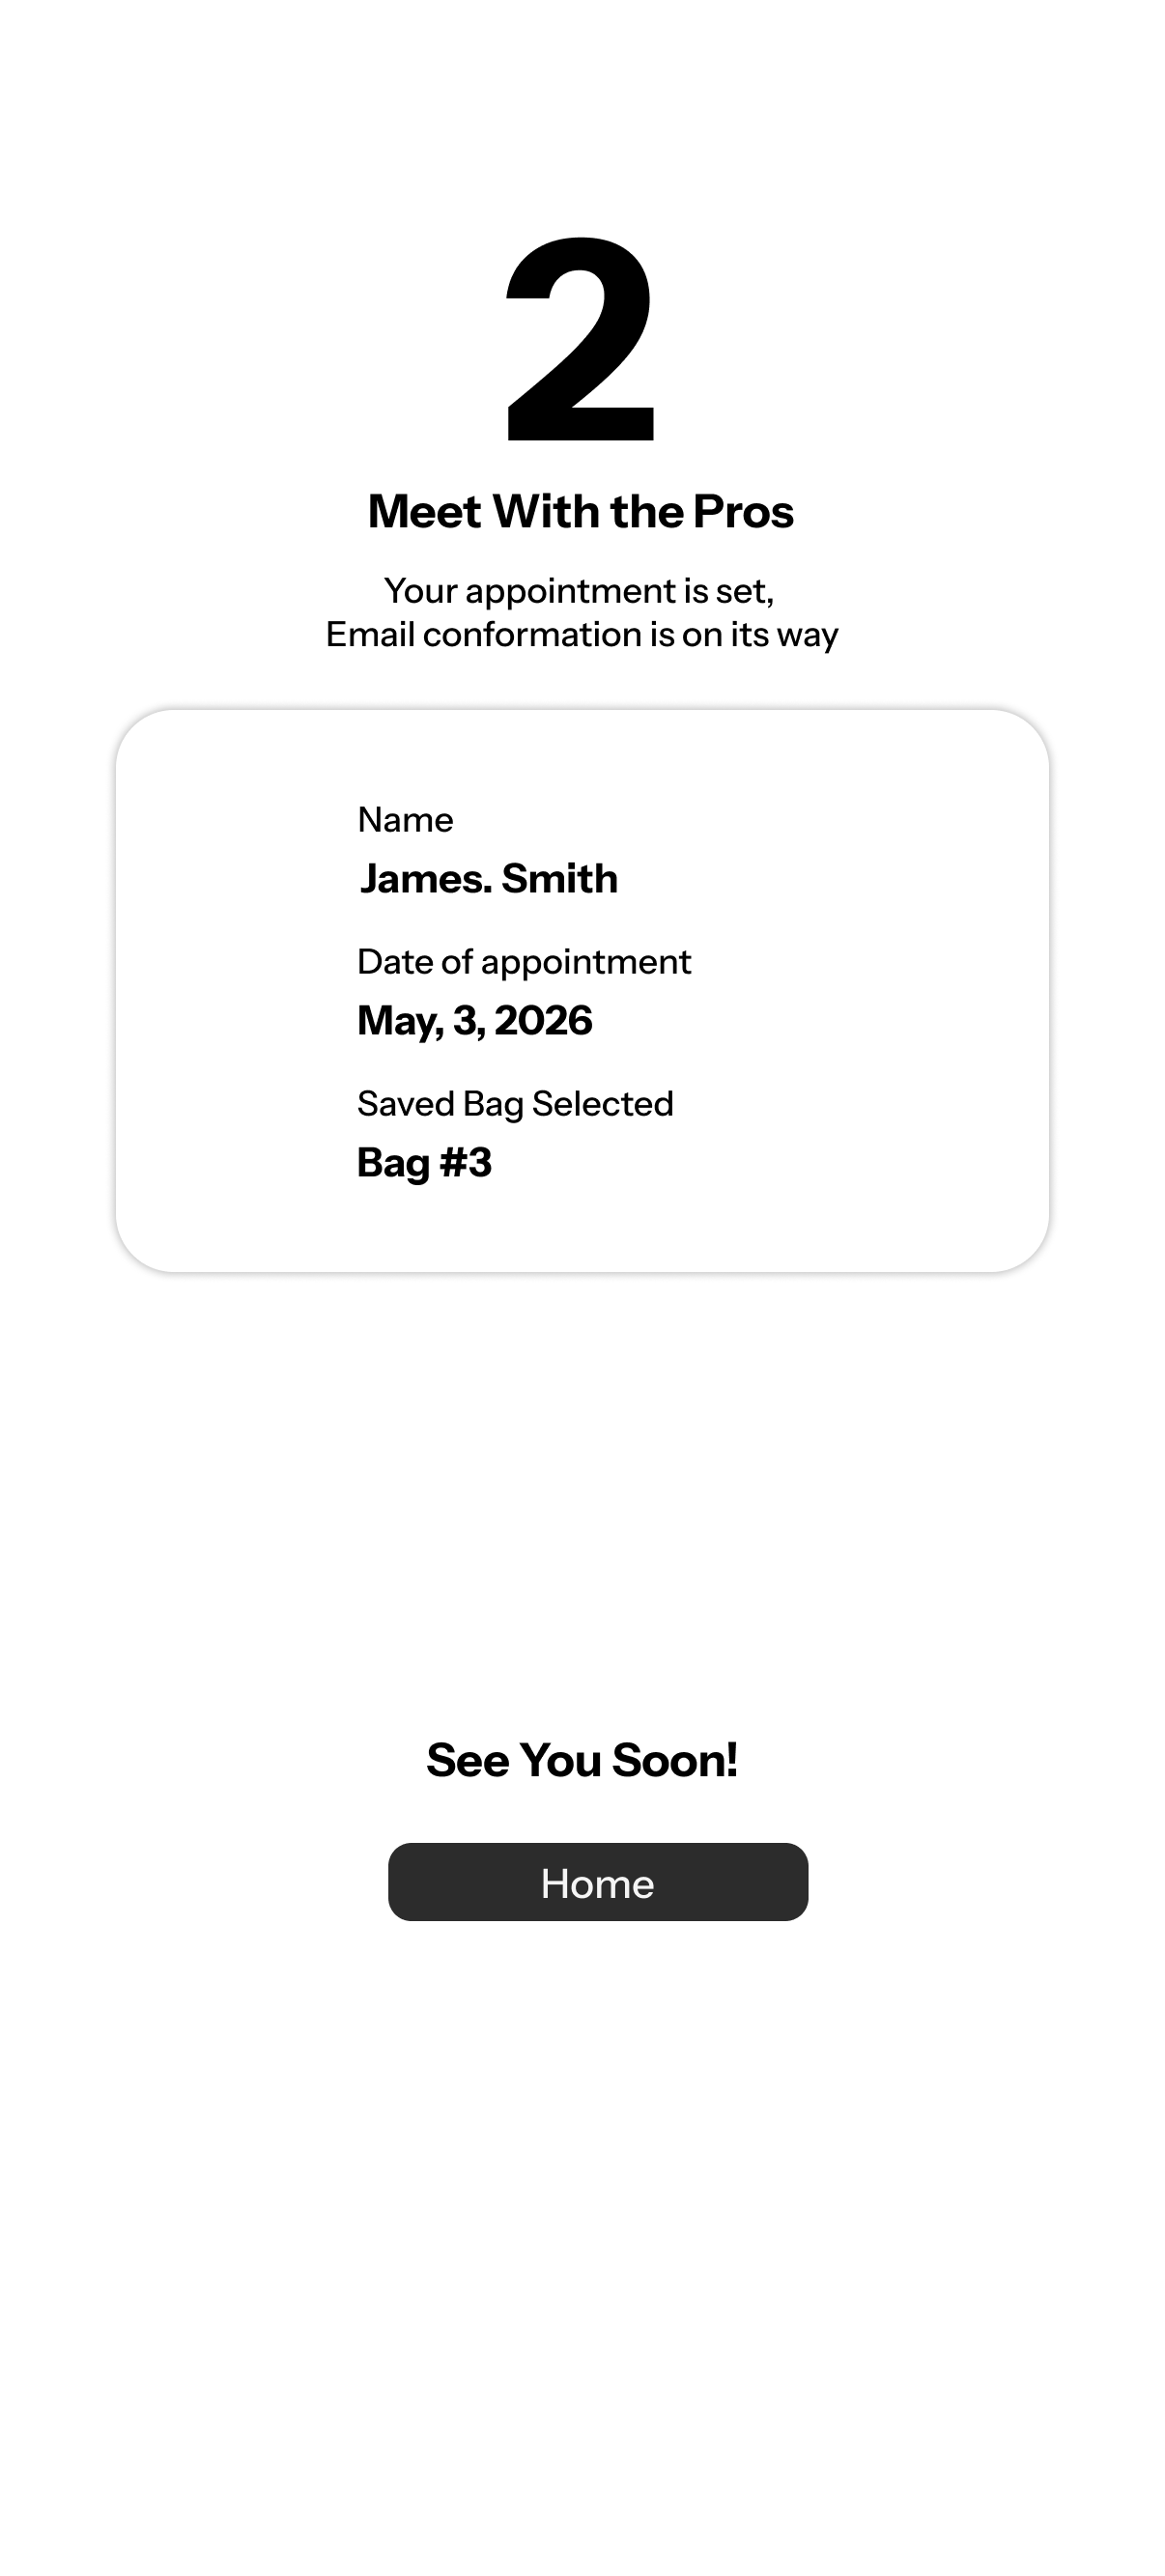 2
Meet With the Pros
Your appointment is set,
Email conformation is on its way
Name
James. Smith
Date of appointment
May, 3, 2026
Saved Bag Selected
Bag #3
See You Soon!
Home